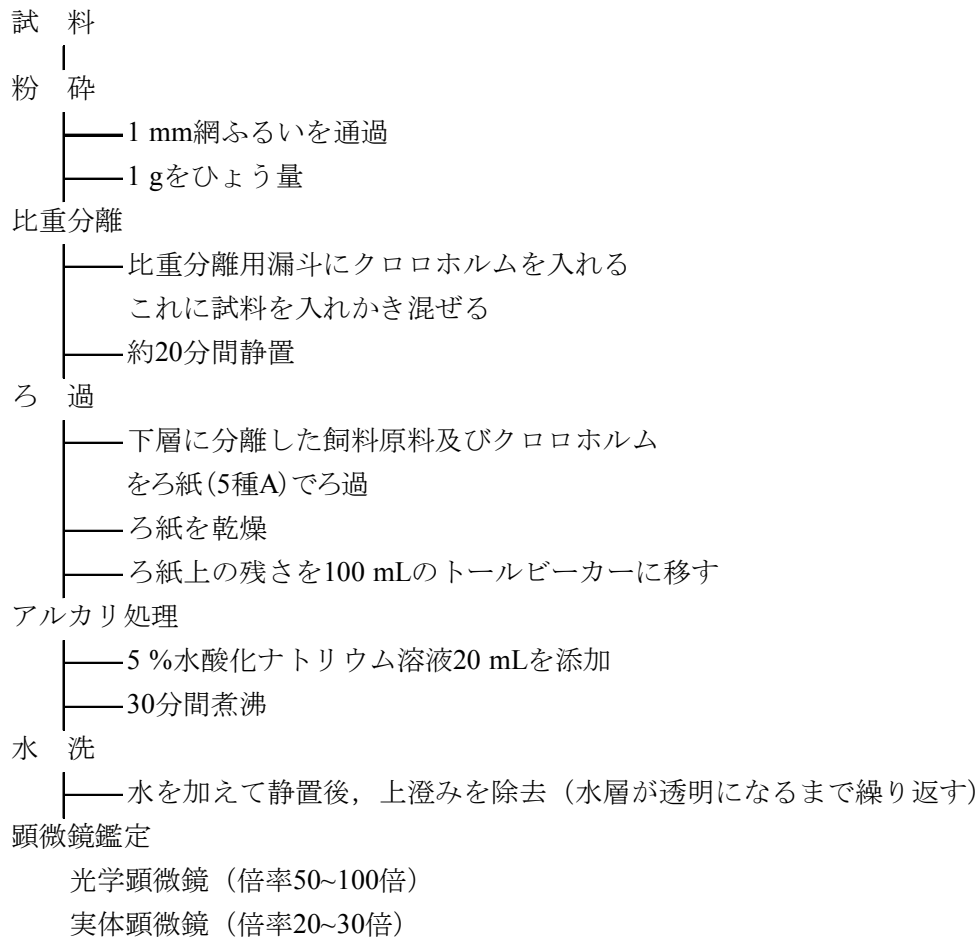 試　料
粉　砕
1 mm網ふるいを通過
1 gをひょう量
比重分離
比重分離用漏斗にクロロホルムを入れる
これに試料を入れかき混ぜる
約20分間静置
ろ　過
下層に分離した飼料原料及びクロロホルム
をろ紙(5種A)でろ過
ろ紙を乾燥
ろ紙上の残さを100 mLのトールビーカーに移す
アルカリ処理
5 %水酸化ナトリウム溶液20 mLを添加
30分間煮沸
水　洗
水を加えて静置後，上澄みを除去（水層が透明になるまで繰り返す）
顕微鏡鑑定
光学顕微鏡（倍率50~100倍）
実体顕微鏡（倍率20~30倍）